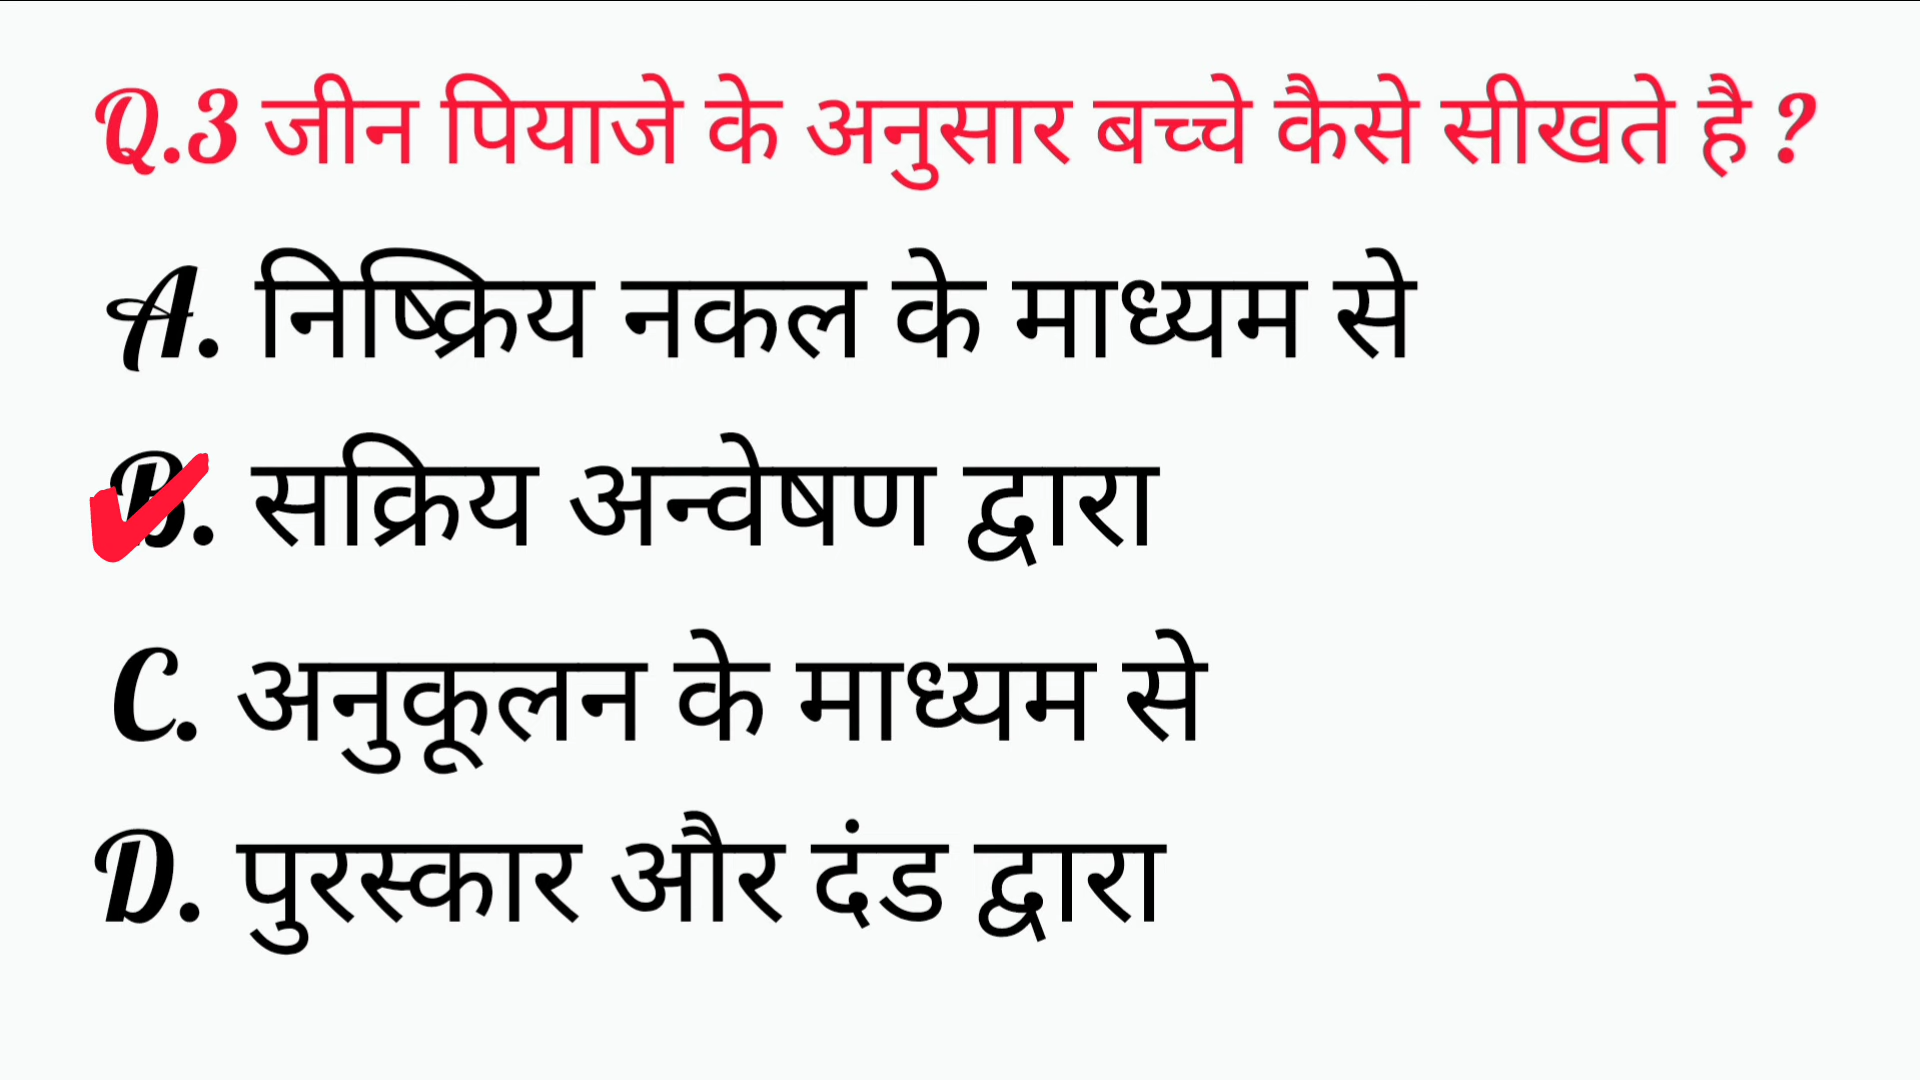 Q.3 जीन पियाजे के अनुसार बच्चे कैसे सीखते है ?
A. निष्क्रिय नकल के माध्यम से
B. सक्रिय अन्वेषण द्वारा
C. अनुकूलन के माध्यम से
D. पुरस्कार और दंड द्वारा